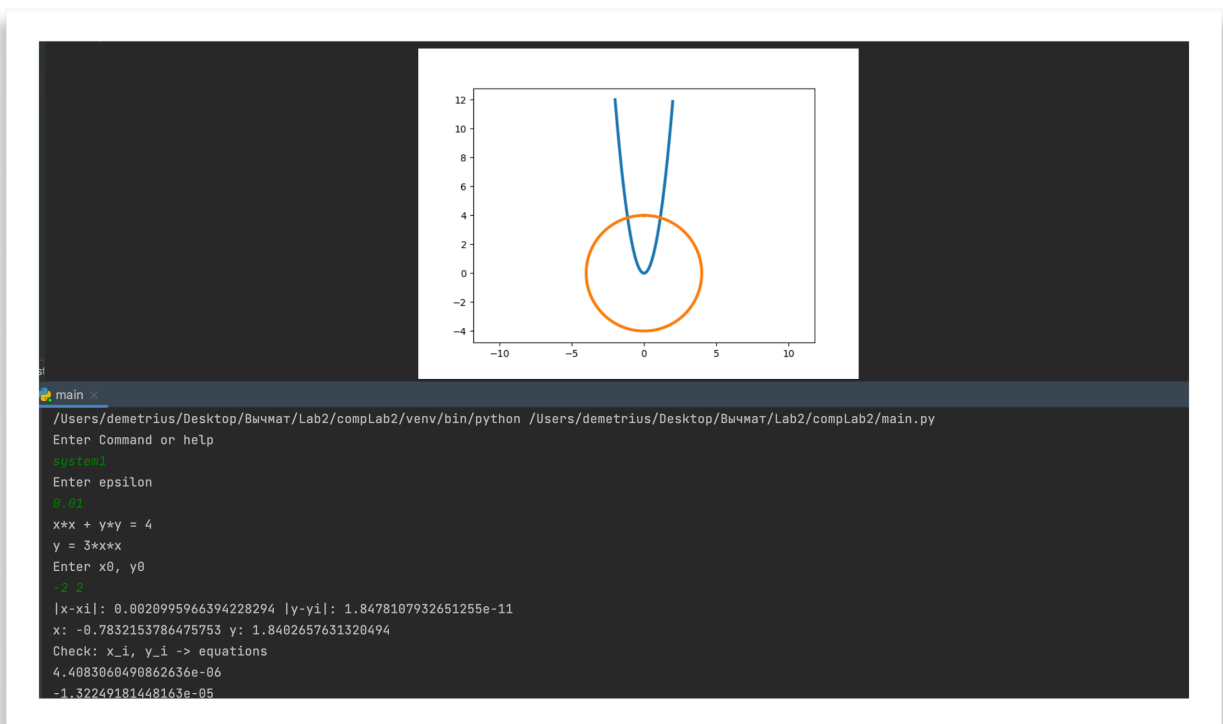 12
10
8
6
4
2
0
−2
−4
−10 −5 0 5 10
main
/Users/demetrius/Desktop/Вычмат/Lab2/compLab2/venv/bin/python /Users/demetrius/Desktop/Вычмат/Lab2/compLab2/main.py
Enter Command or help
system1
Enter epsilon
0.01
x*x + y*y = 4
y = 3*x*x
Enter x0, y0
-2 2
|x-xi|: 0.0020995966394228294 |y-yi|: 1.8478107932651255e-11
x: -0.7832153786475753 y: 1.8402657631320494
Check: x_i, y_i -> equations
4.4083060490862636e-06
-1.32249181448163e-05